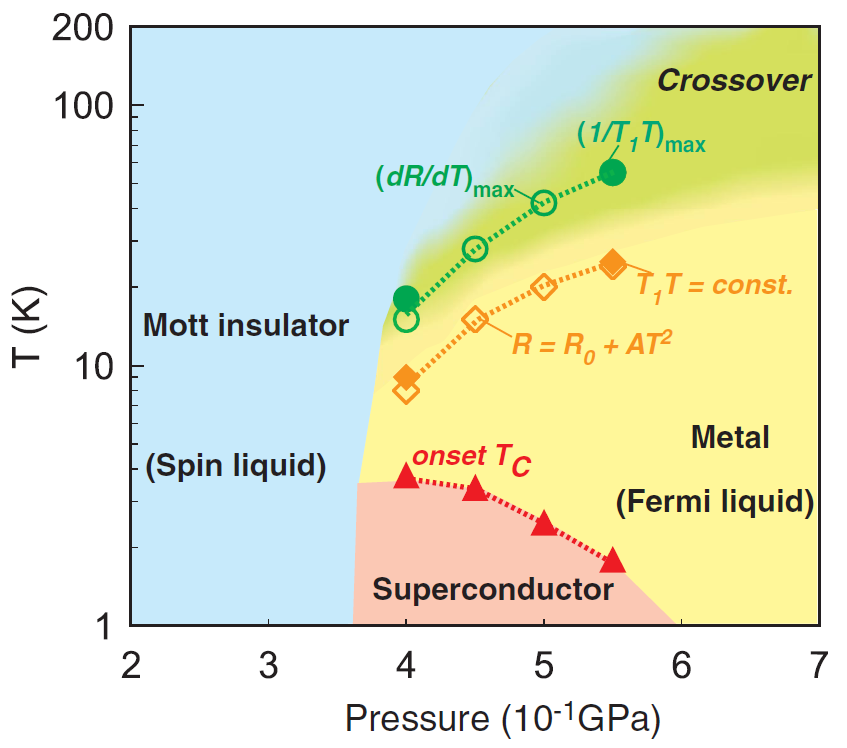 200
100
10
1
T (K)
Crossover
(1/T₁T)max
(dR/dT)max
T₁T = const.
R = R₀ + AT²
Mott insulator
(Spin liquid)
Metal
(Fermi liquid)
onset TC
Superconductor
2 3 4 5 6 7
Pressure (10⁻¹GPa)